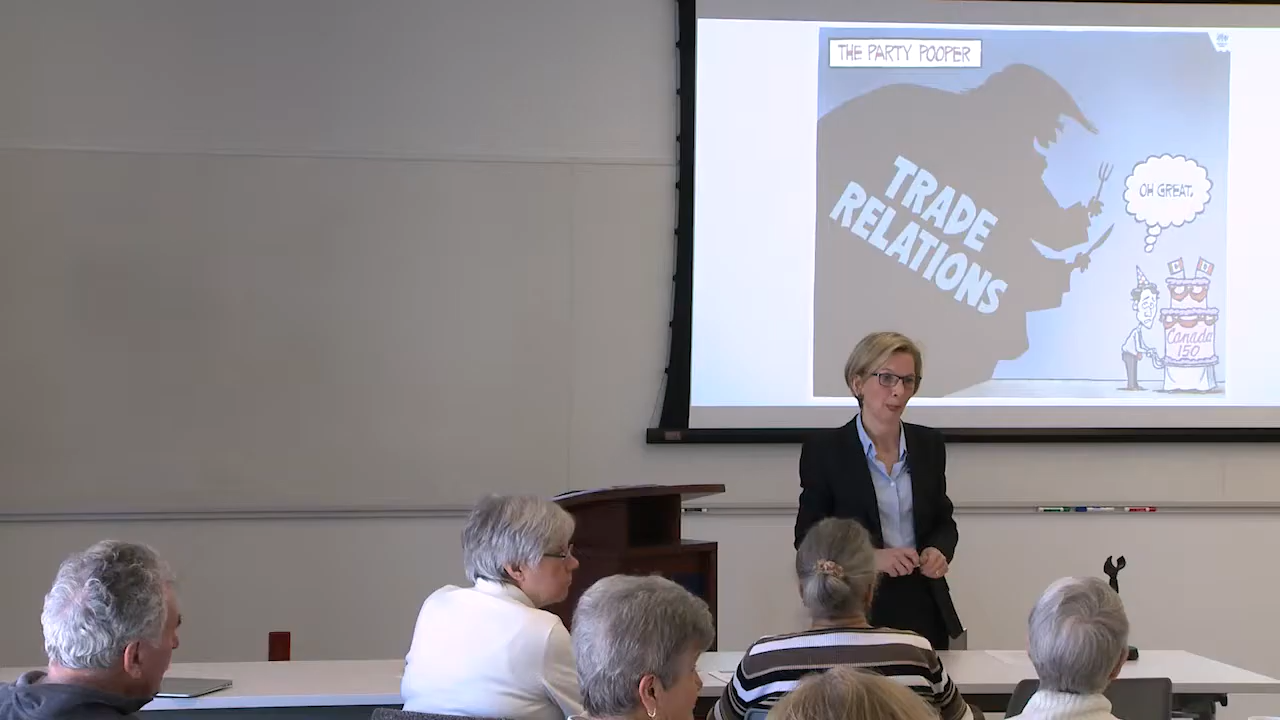 THE PARTY POOPER
TRADE
RELATIONS
OH GREAT.
Canada
150